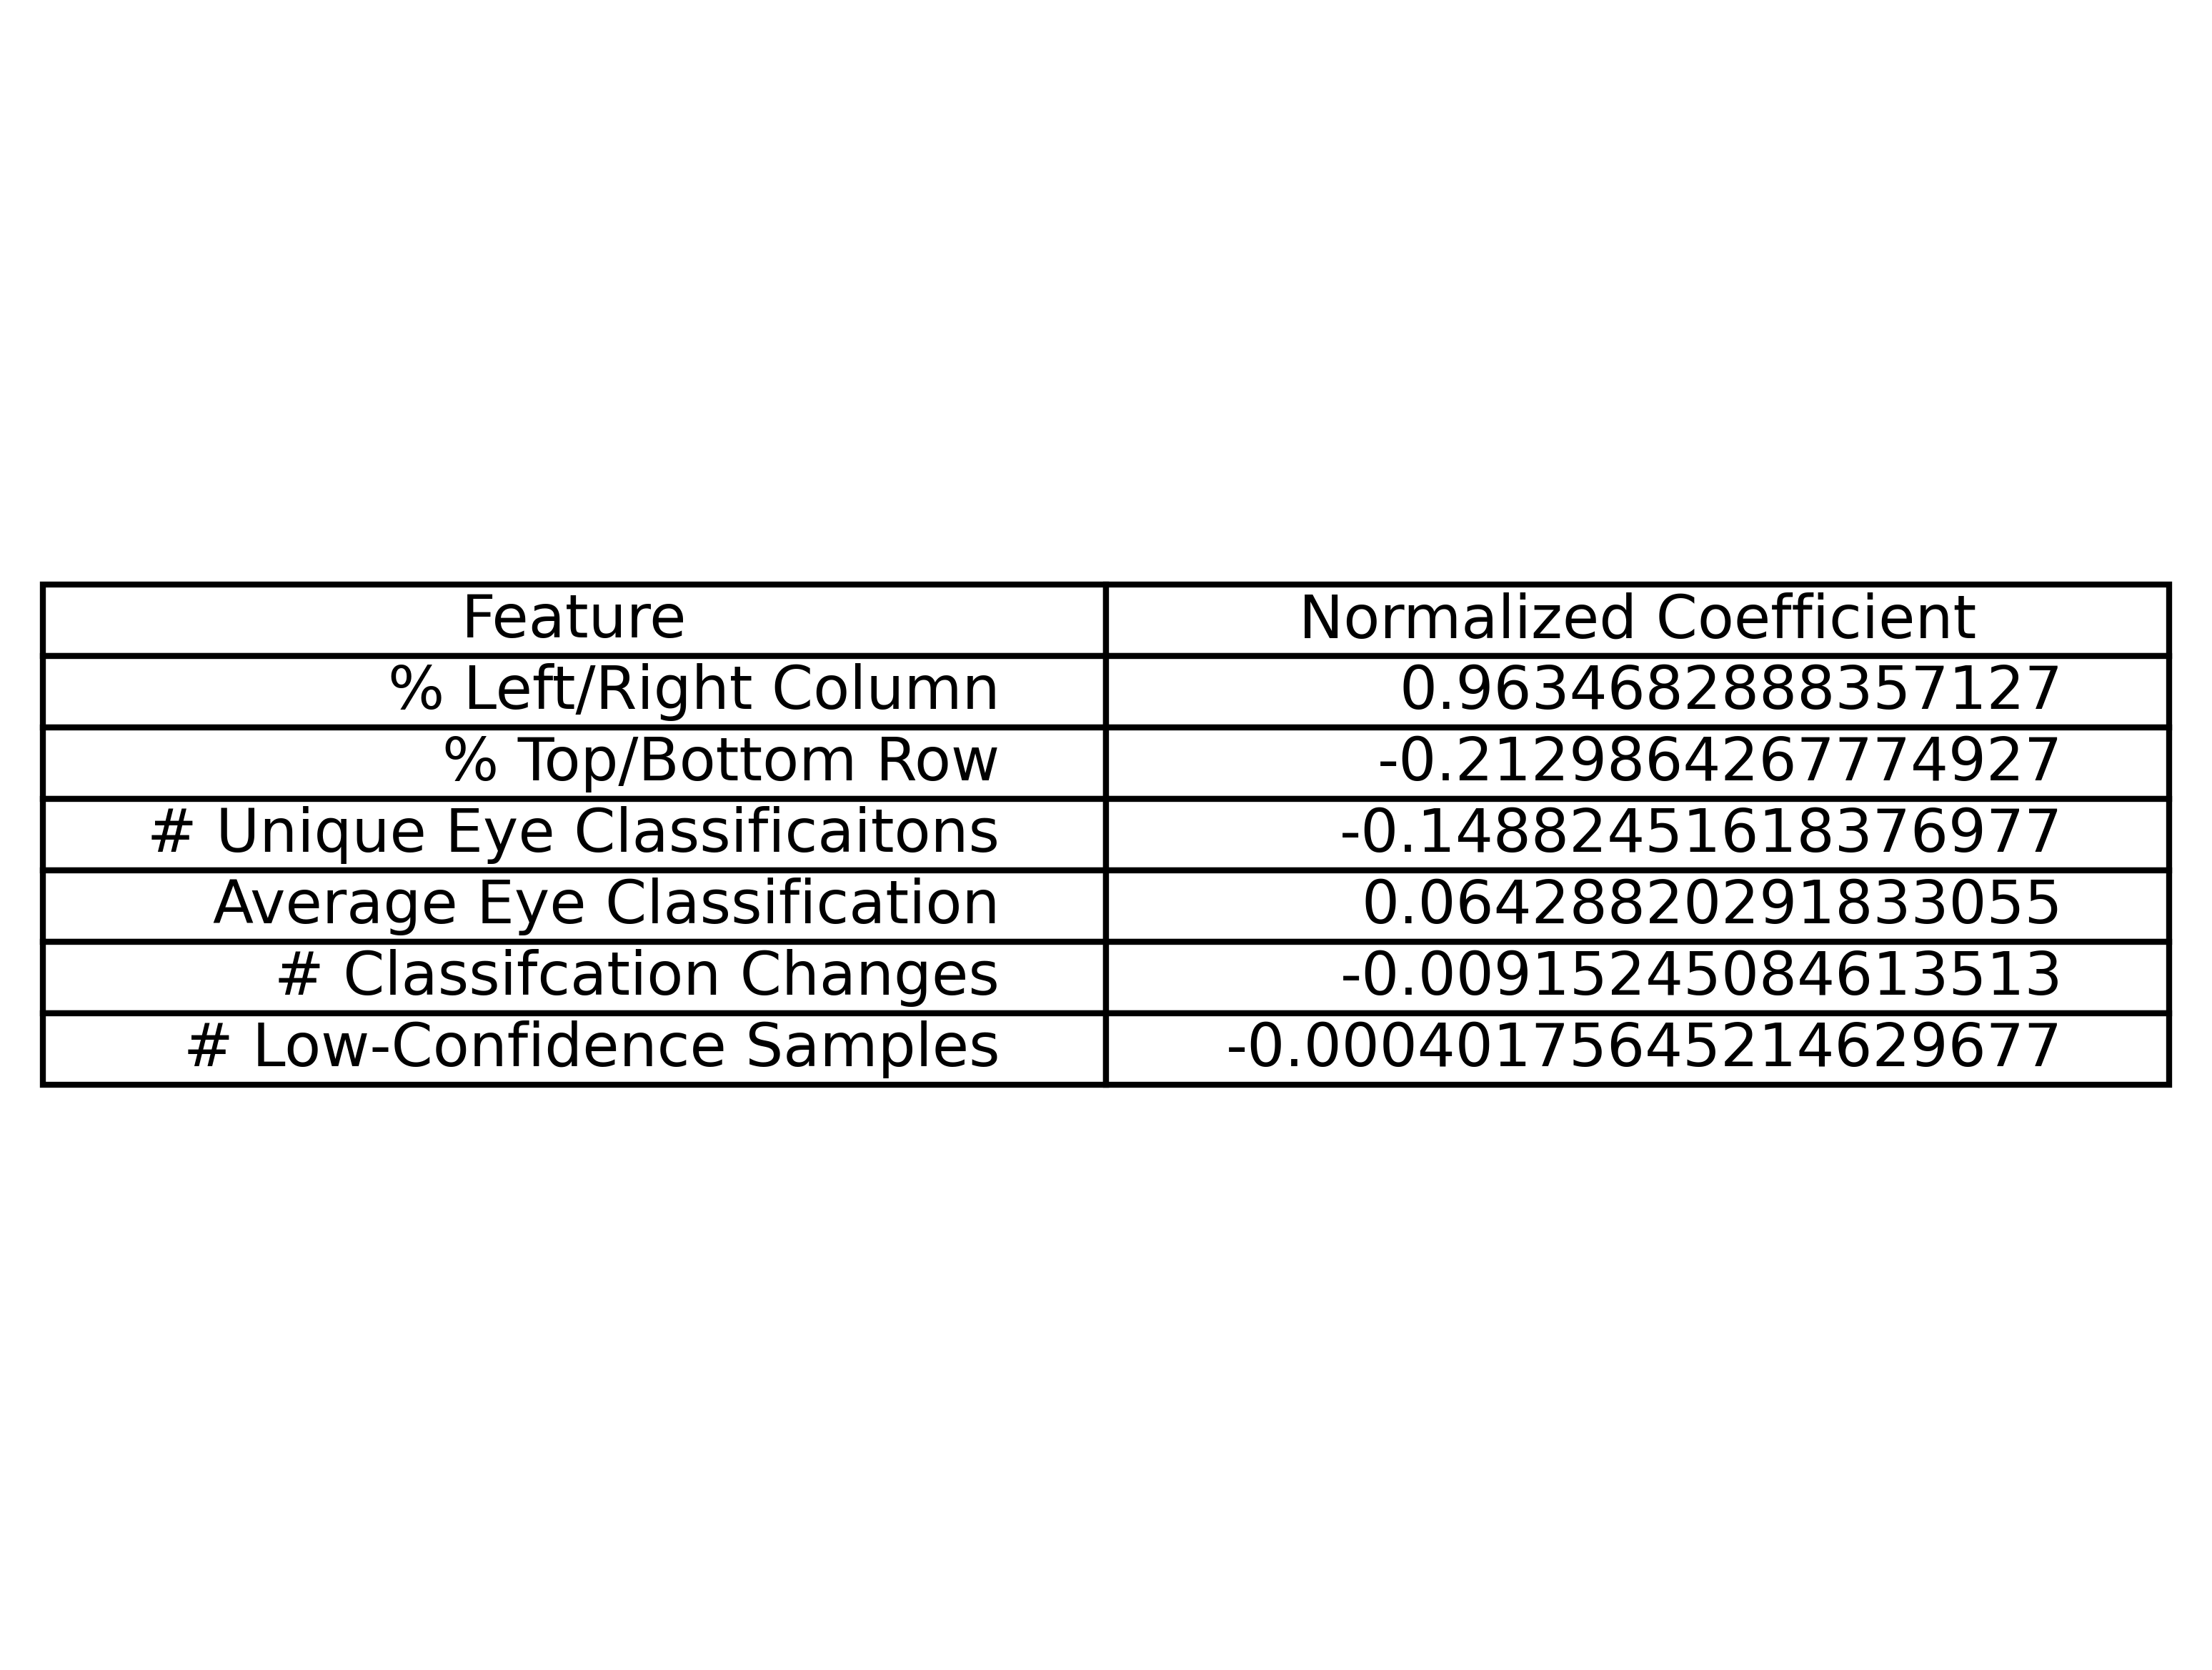 Feature Normalized Coefficient
% Left/Right Column 0.9634682888357127
% Top/Bottom Row -0.2129864267774927
# Unique Eye Classificaitons -0.14882451618376977
Average Eye Classification 0.06428820291833055
# Classifcation Changes -0.00915245084613513
# Low-Confidence Samples -0.00040175645214629677